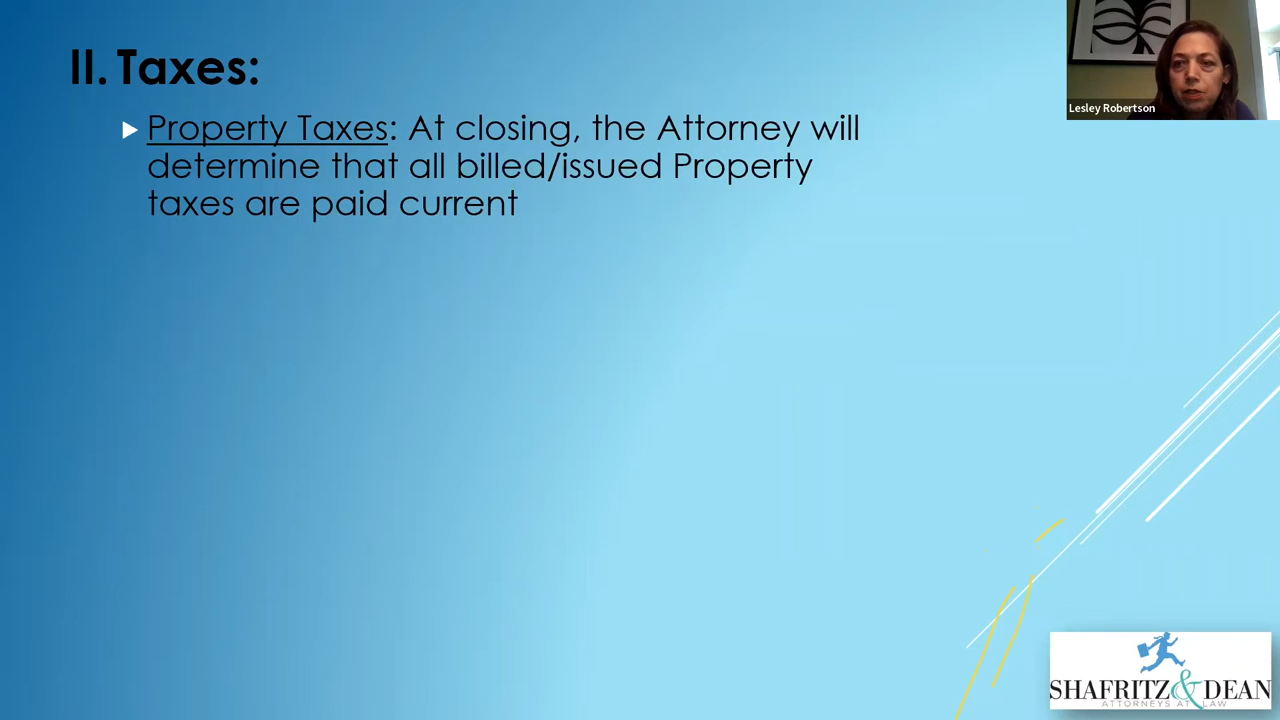 II. Taxes:
Property Taxes: At closing, the Attorney will
determine that all billed/issued Property
taxes are paid current
Lesley Robertson
SHAFRITZ & DEAN
ATTORNEYS AT LAW